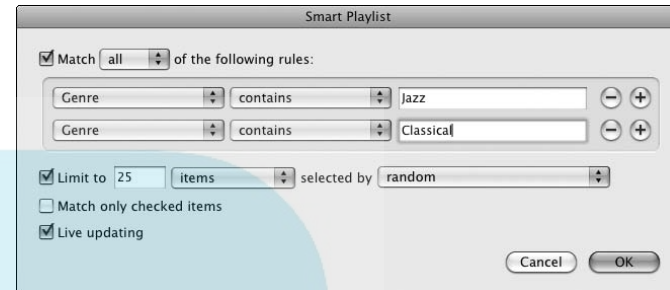 Smart Playlist
Match all of the following rules:
Genre contains Jazz
Genre contains Classical
Limit to 25 items selected by random
Match only checked items
Live updating
Cancel OK